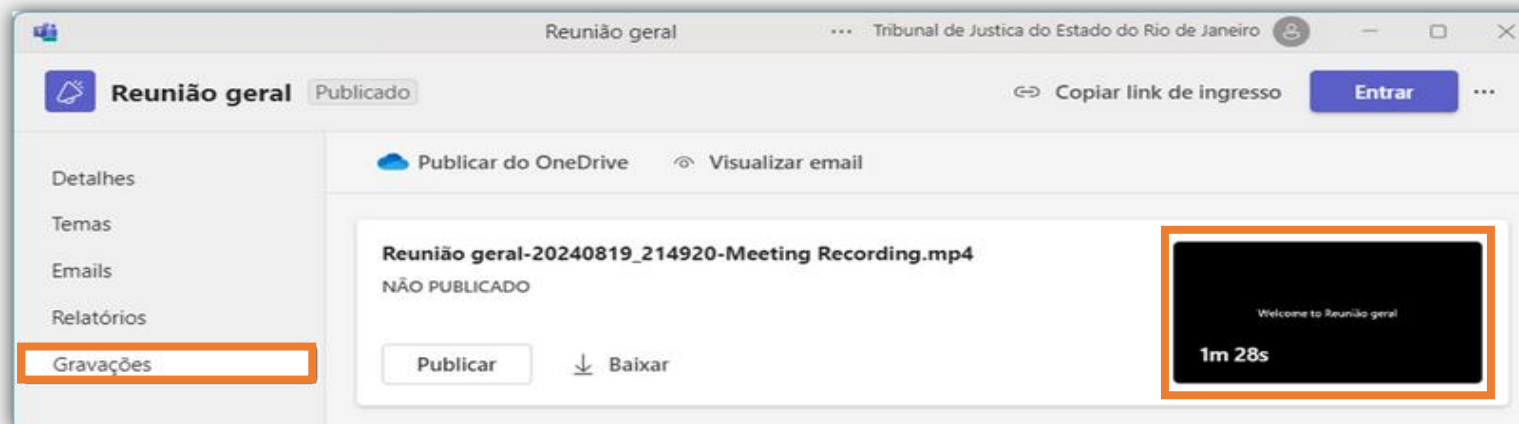 Reunião geral
... Tribunal de Justica do Estado do Rio de Janeiro
Reunião geral Publicado
Copiar link de ingresso
Entrar
...
Detalhes
Temas
Emails
Relatórios
Gravações
Publicar do OneDrive
Visualizar email
Reunião geral-20240819_214920-Meeting Recording.mp4
NÃO PUBLICADO
Publicar
Baixar
Welcome to Reunião geral
1m 28s